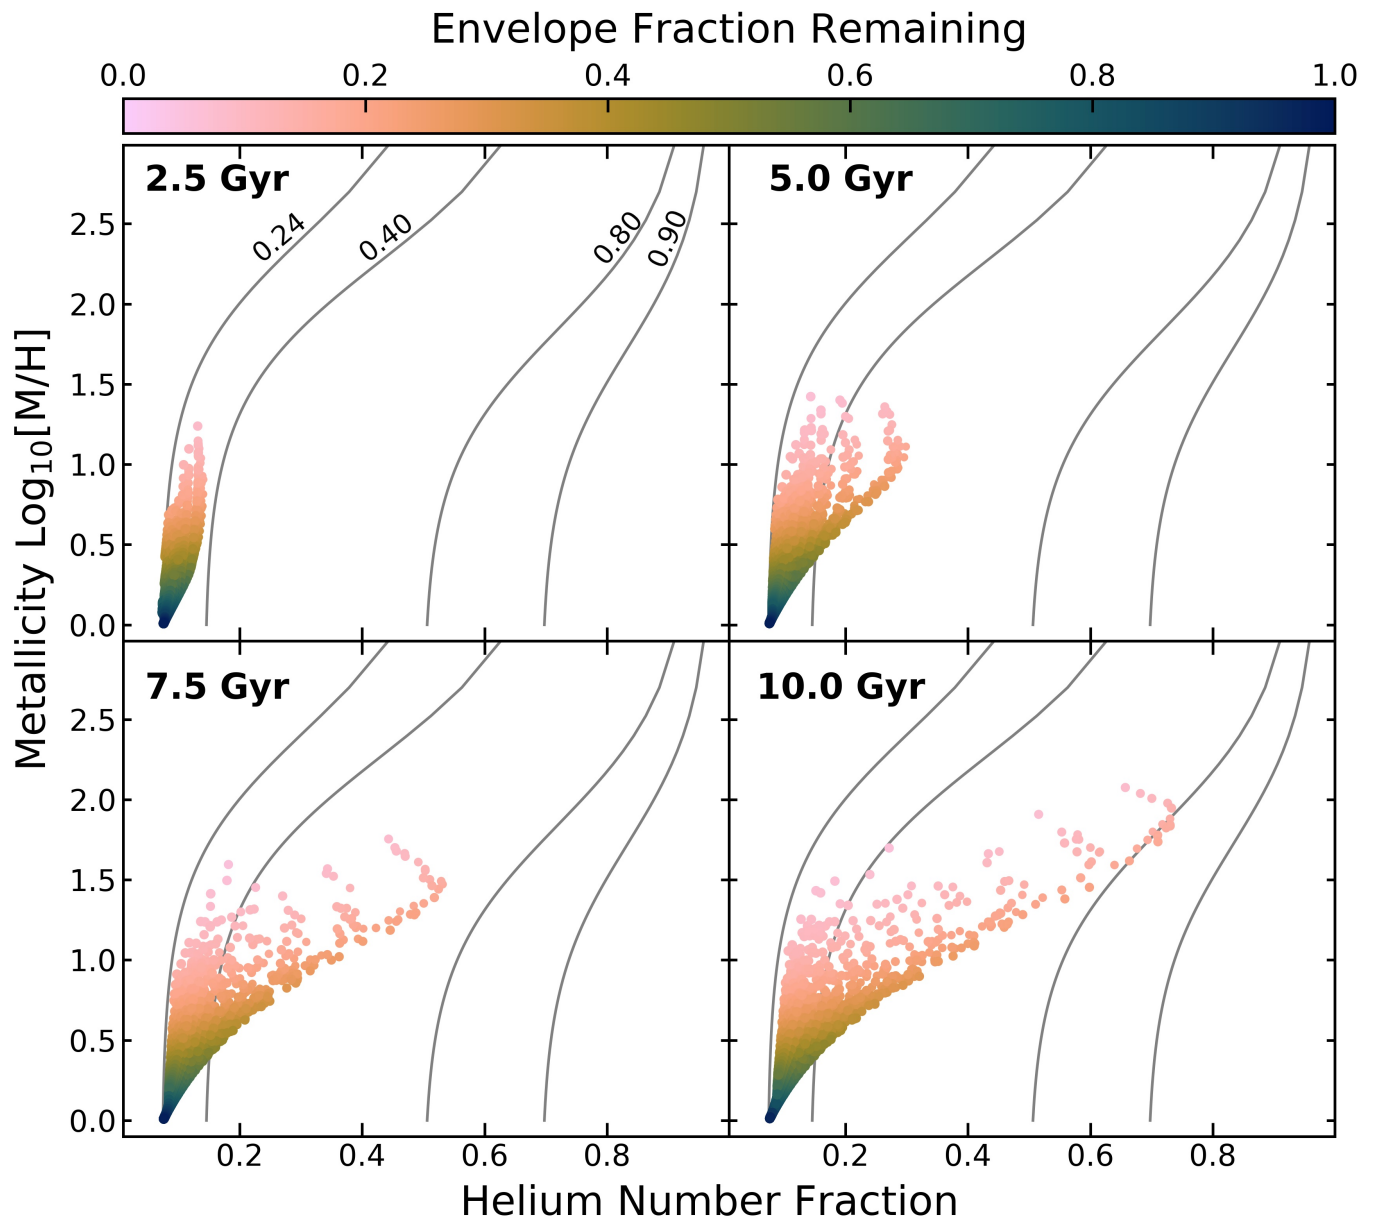 Envelope Fraction Remaining
0.0 0.2 0.4 0.6 0.8 1.0
2.5 Gyr
5.0 Gyr
0.24
0.40
0.80
0.90
2.5
2.0
1.5
1.0
0.5
0.0
Metallicity Log₁₀[M/H]
7.5 Gyr
10.0 Gyr
2.5
2.0
1.5
1.0
0.5
0.0
0.2 0.4 0.6 0.8 0.2 0.4 0.6 0.8
Helium Number Fraction